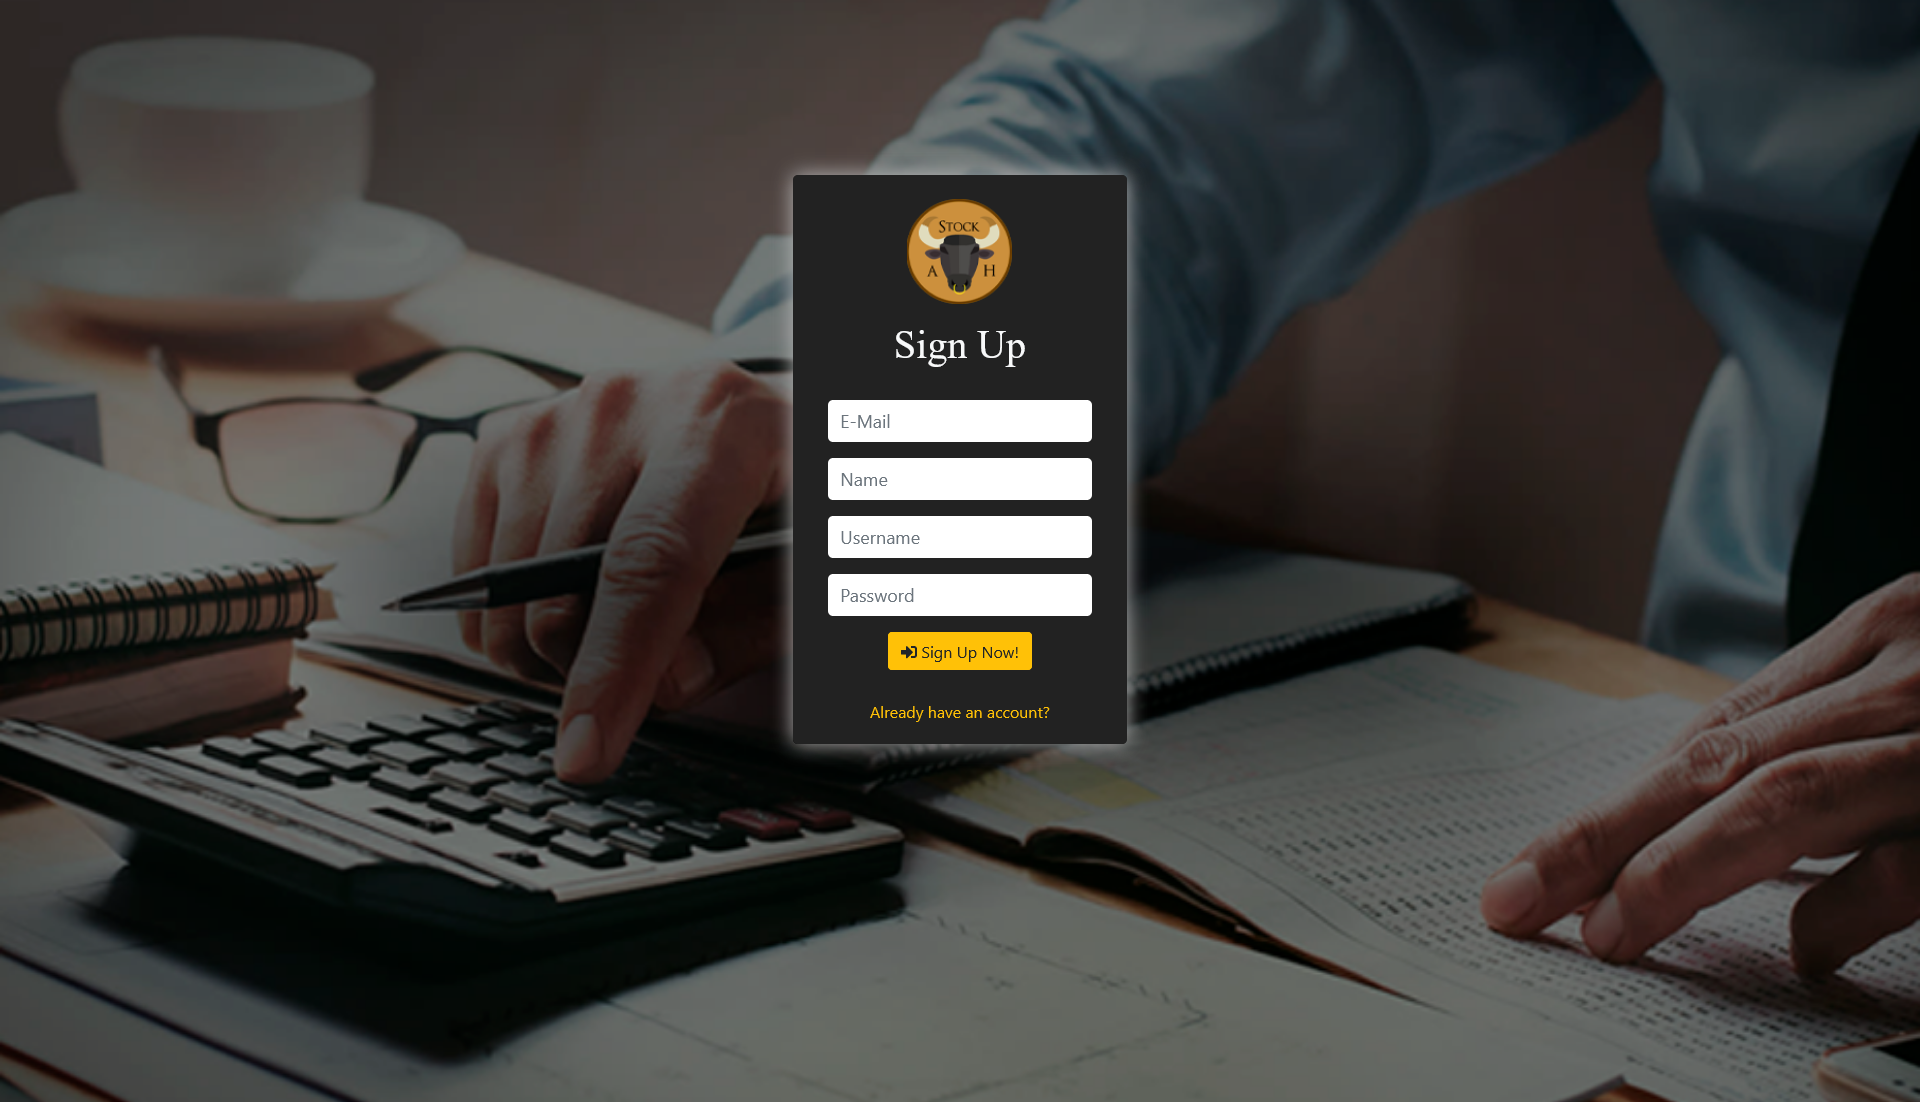 STOCK
A H
Sign Up
E-Mail
Name
Username
Password
Sign Up Now!
Already have an account?